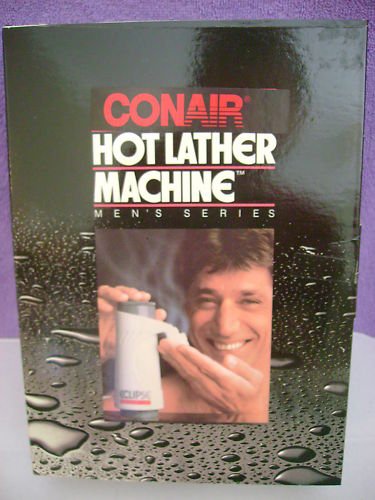 CONAIR®
HOT LATHER
MACHINE™
MEN'S SERIES
ECLIPSE